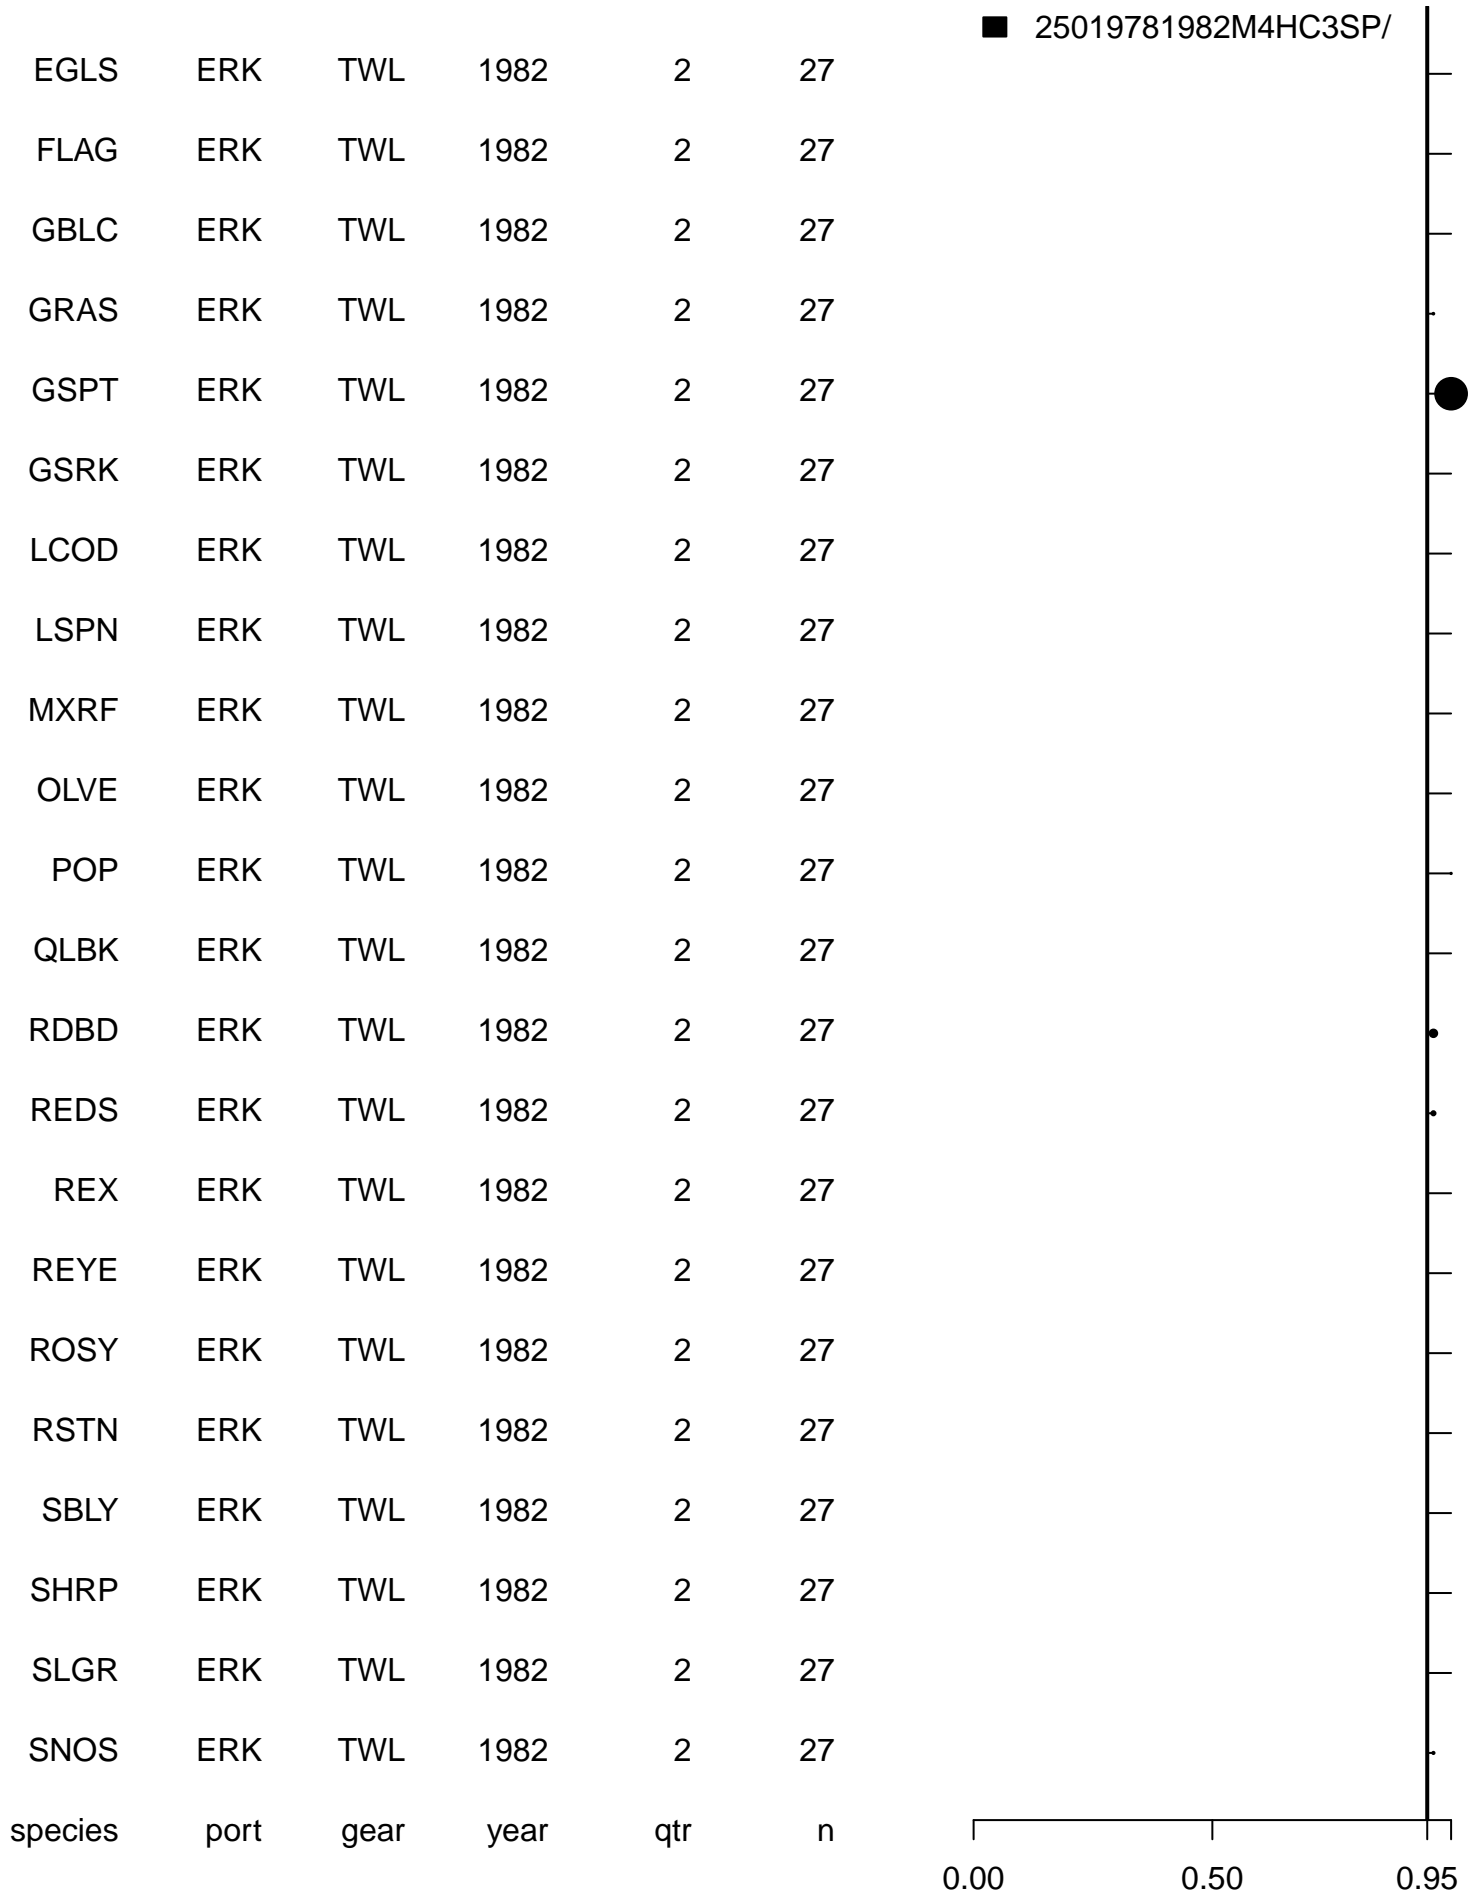 25019781982M4HC3SP/
EGLS ERK TWL 1982 2 27
FLAG ERK TWL 1982 2 27
GBLC ERK TWL 1982 2 27
GRAS ERK TWL 1982 2 27
GSPT ERK TWL 1982 2 27
GSRK ERK TWL 1982 2 27
LCOD ERK TWL 1982 2 27
LSPN ERK TWL 1982 2 27
MXRF ERK TWL 1982 2 27
OLVE ERK TWL 1982 2 27
POP ERK TWL 1982 2 27
QLBK ERK TWL 1982 2 27
RDBD ERK TWL 1982 2 27
REDS ERK TWL 1982 2 27
REX ERK TWL 1982 2 27
REYE ERK TWL 1982 2 27
ROSY ERK TWL 1982 2 27
RSTN ERK TWL 1982 2 27
SBLY ERK TWL 1982 2 27
SHRP ERK TWL 1982 2 27
SLGR ERK TWL 1982 2 27
SNOS ERK TWL 1982 2 27
species port gear year qtr n
0.00 0.50 0.95